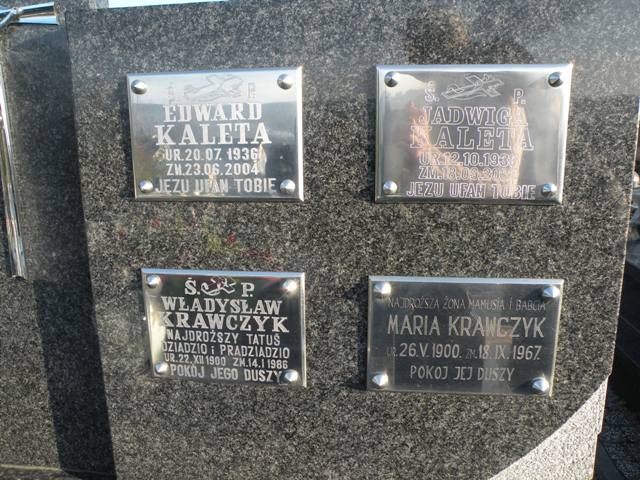 Ś. P.
EDWARD
KALETA
UR. 20.07.1936
ZM. 23.06.2004
JEZU UFAM TOBIE
Ś. P.
JADWIGA
KALETA
JEZU UFAM TOBIE
Ś. P.
WŁADYSŁAW
KRAWCZYK
NAJDROŻSZY TATUŚ
DZIADZIO i PRADZIADZIO
UR. 22.XII 1900 ZM. 14.I 1986
POKÓJ JEGO DUSZY
NAJDROŻSZA ŻONA MAMUSIA I BABCIA
MARIA KRAWCZYK
UR. 26.V.1900. ZM. 18.IX.1967.
POKÓJ JEJ DUSZY